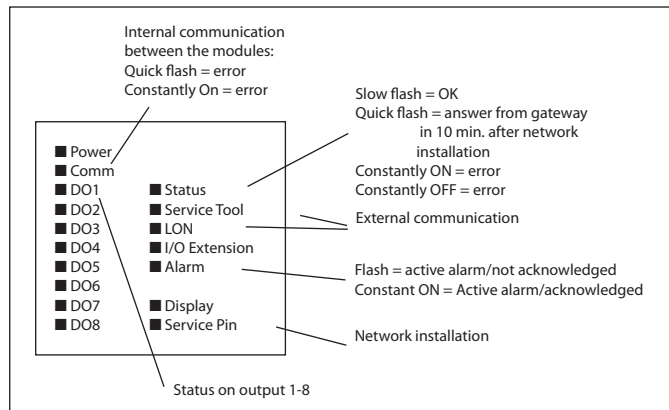 Internal communication
between the modules:
Quick flash = error
Constantly On = error
Slow flash = OK
Quick flash = answer from gateway
in 10 min. after network
installation
Constantly ON = error
Constantly OFF = error
External communication
Flash = active alarm/not acknowledged
Constant ON = Active alarm/acknowledged
Network installation
Power
Comm
DO1
DO2
DO3
DO4
DO5
DO6
DO7
DO8
Status
Service Tool
LON
I/O Extension
Alarm
Display
Service Pin
Status on output 1-8